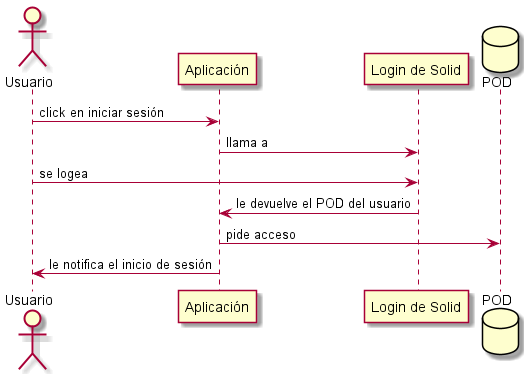 Usuario
Aplicación
Login de Solid
POD
click en iniciar sesión
llama a
se logea
le devuelve el POD del usuario
pide acceso
le notifica el inicio de sesión
Usuario
Aplicación
Login de Solid
POD